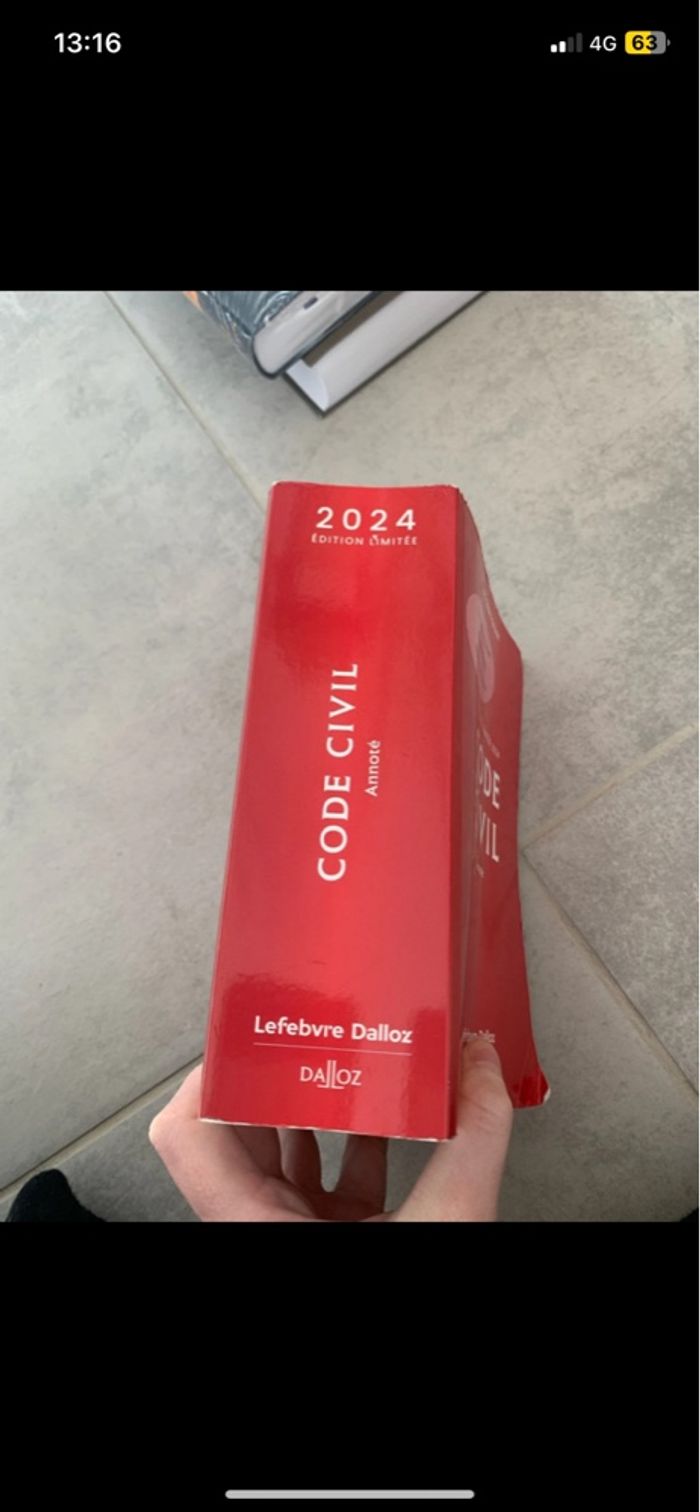 13:16
4G
63
2024
ÉDITION LIMITÉE
CODE CIVIL
Annoté
Lefebvre Dalloz
DALLOZ